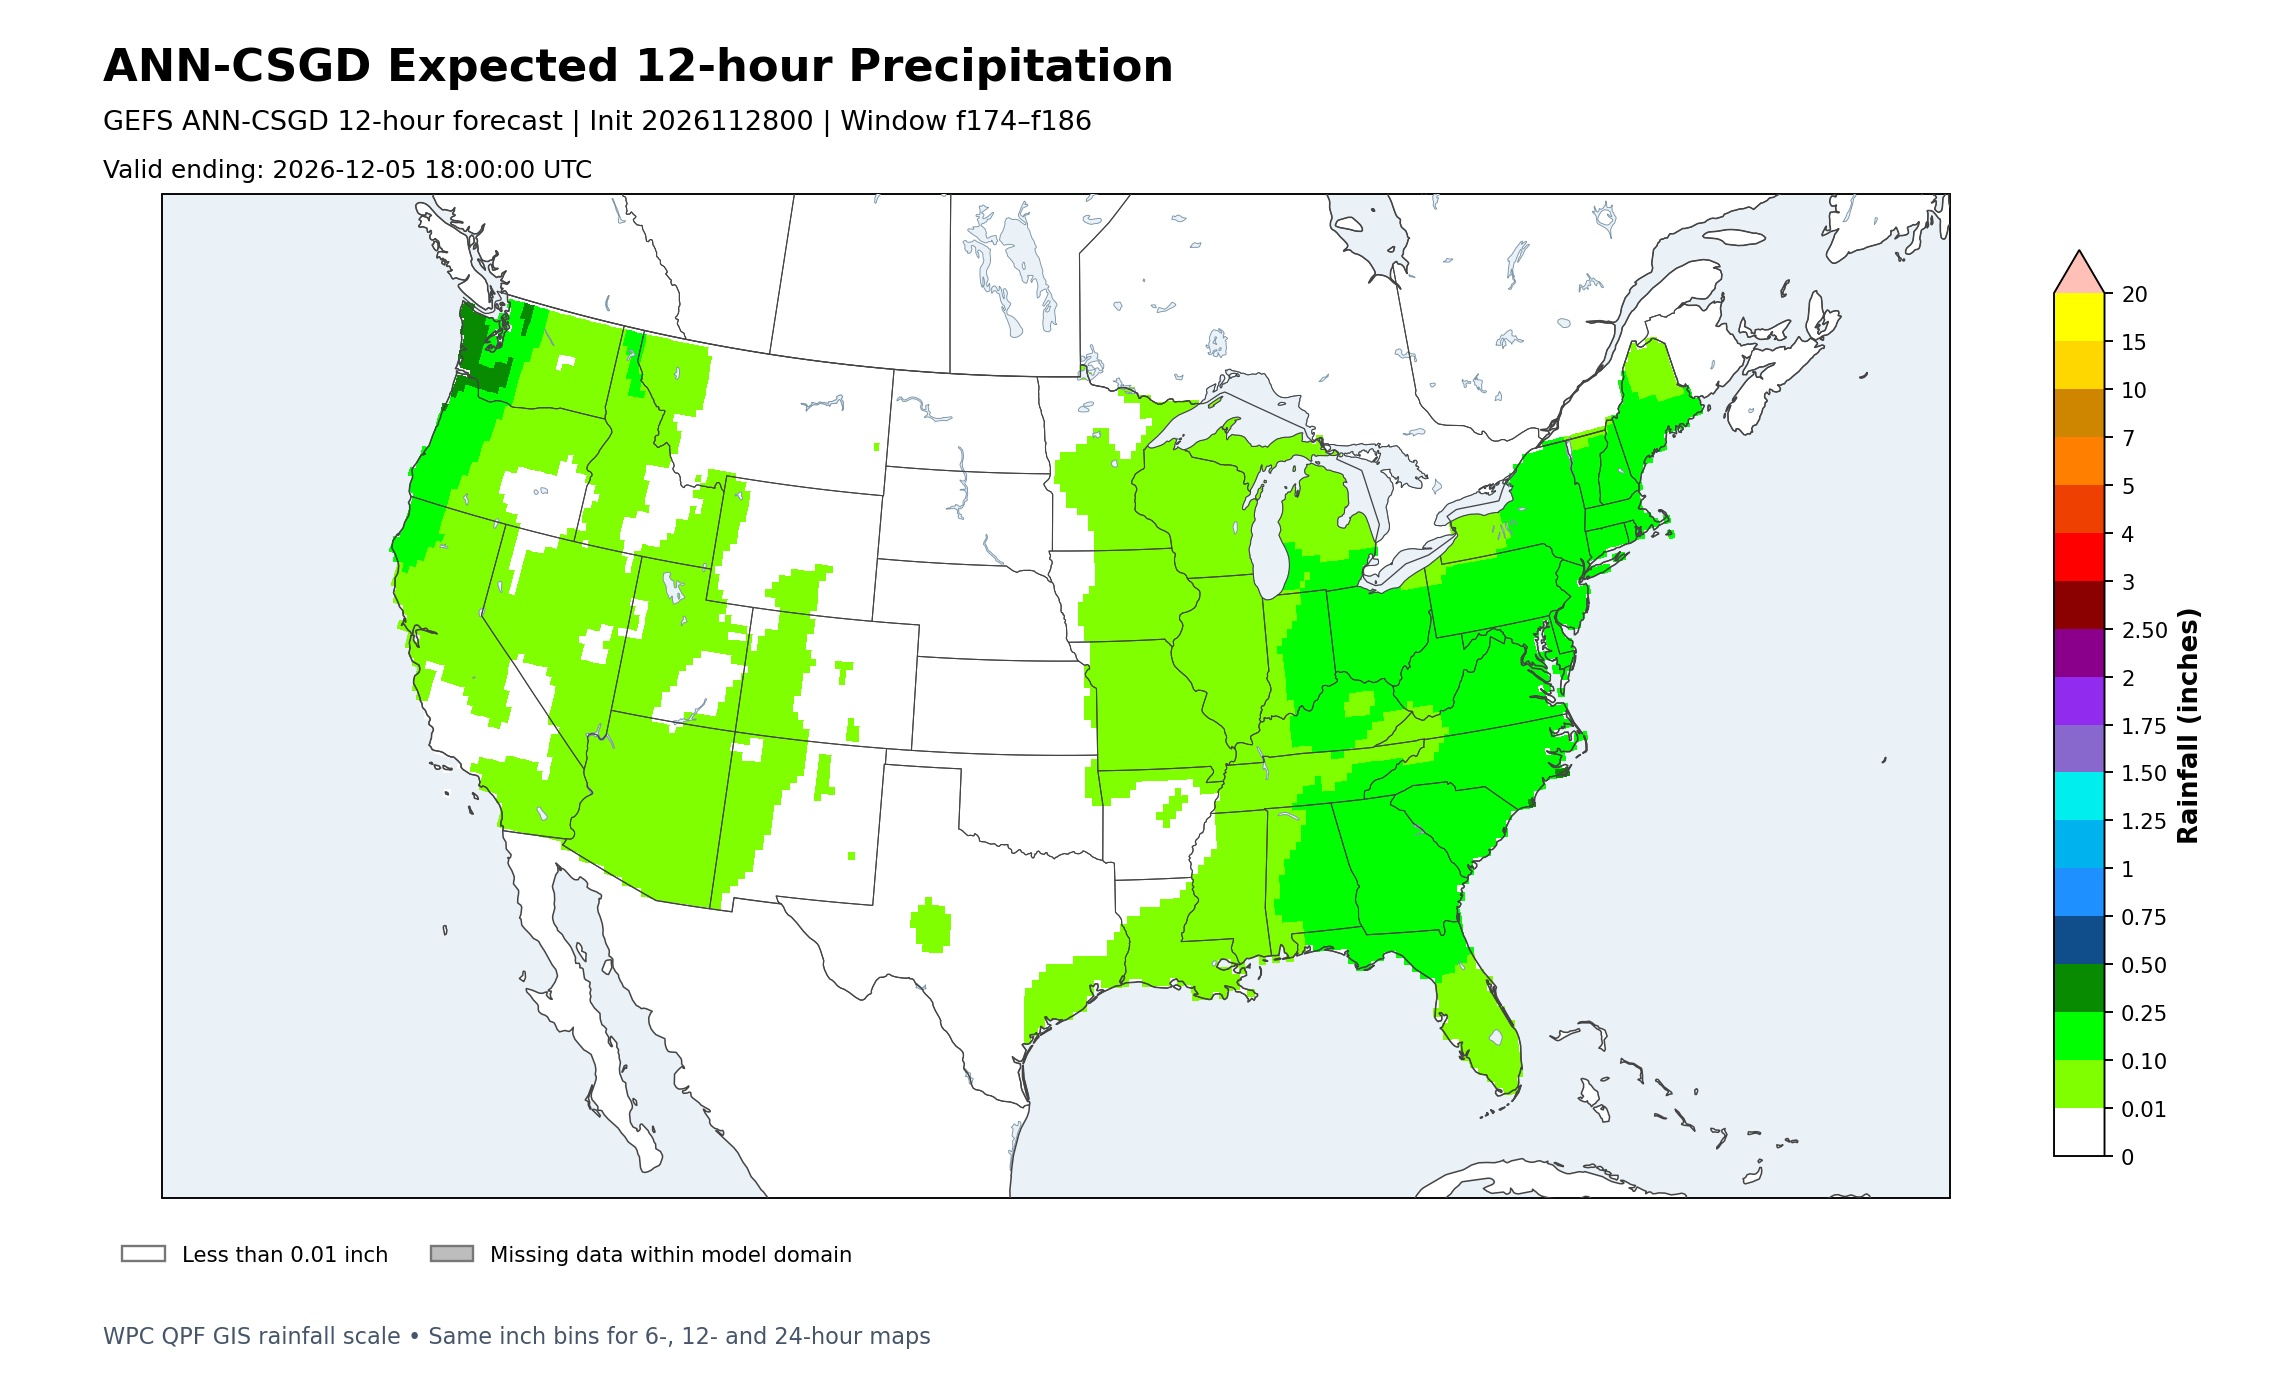 ANN-CSGD Expected 12-hour Precipitation
GEFS ANN-CSGD 12-hour forecast | Init 2026112800 | Window f174–f186
Valid ending: 2026-12-05 18:00:00 UTC
20
15
10
7
5
4
3
2.50
2
1.75
1.50
1.25
1
0.75
0.50
0.25
0.10
0.01
0
Rainfall (inches)
Less than 0.01 inch
Missing data within model domain
WPC QPF GIS rainfall scale • Same inch bins for 6-, 12- and 24-hour maps